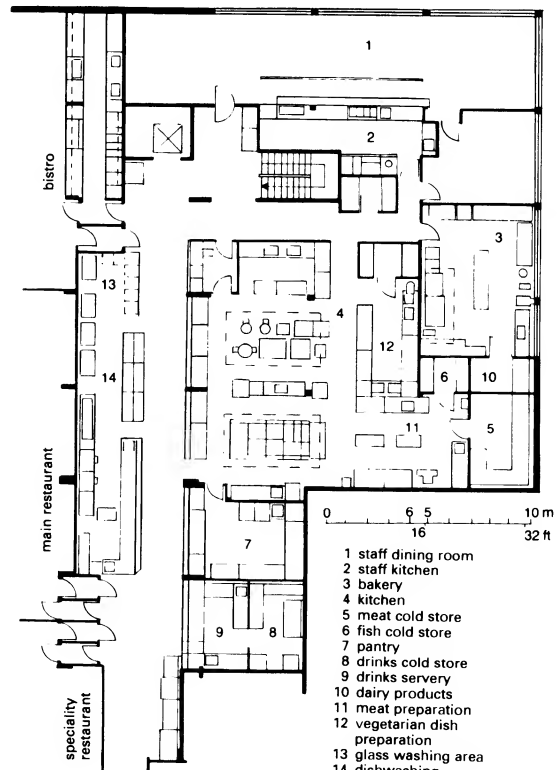 1
2
bistro
3
13
4
12
14
6
10
11
5
main restaurant
7
9
8
speciality
restaurant
0 6 5 10 m
16 32 ft
1 staff dining room
2 staff kitchen
3 bakery
4 kitchen
5 meat cold store
6 fish cold store
7 pantry
8 drinks cold store
9 drinks servery
10 dairy products
11 meat preparation
12 vegetarian dish
preparation
13 glass washing area
14 dishwashing